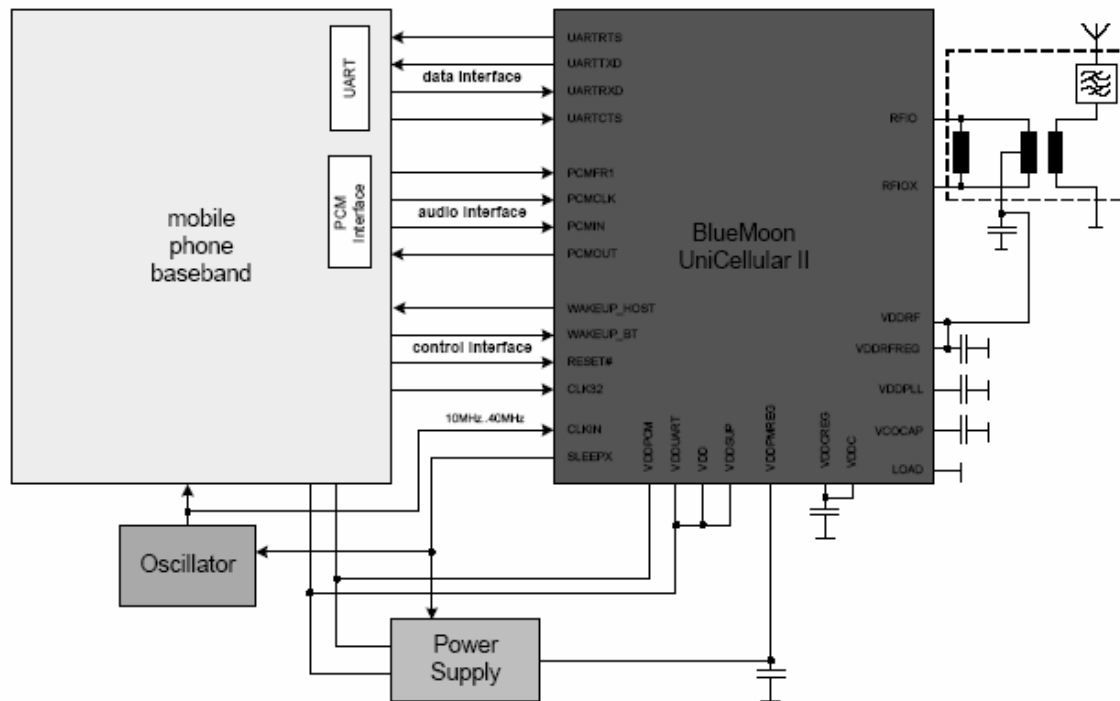 UART
data interface
PCM
Interface
audio interface
mobile
phone
baseband
control interface
10MHz..40MHz
UARTRTS
UARTTXD
UARTRXD
UARTCTS
PCMFR1
PCMCLK
PCMIN
PCMOUT
WAKEUP_HOST
WAKEUP_BT
RESET#
CLK32
CLKIN
SLEEPX
BlueMoon
UniCellular II
RFIO
RFIOX
VDDRF
VDDRFREG
VDDPLL
VCOCAP
LOAD
VDDPCM
VDDUART
VDD
VDDSUP
VDDPMREG
VDDCREG
VDDC
Oscillator
Power
Supply